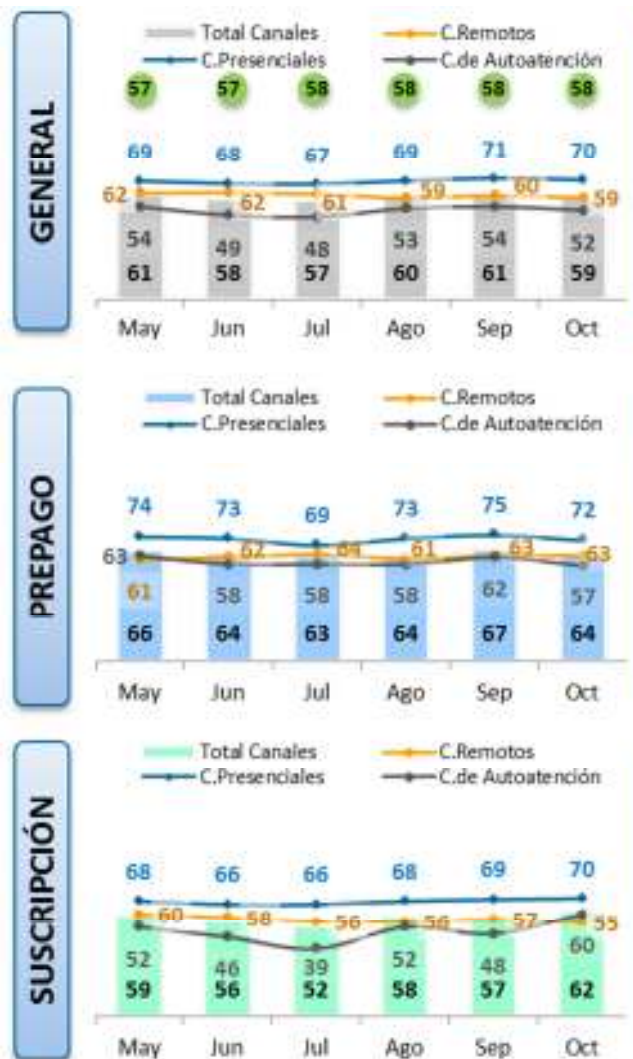 GENERAL
Total Canales
C.Remotos
C.Presenciales
C.de Autoatención
57 57 58 58 58 58
69 68 67 69 71 70
62 62 61 59 60 59
54 49 48 53 54 52
61 58 57 60 61 59
May Jun Jul Ago Sep Oct
PREPAGO
Total Canales
C.Remotos
C.Presenciales
C.de Autoatención
74 73 69 73 75 72
63 62 64 61 63 63
61 58 58 58 62 57
66 64 63 64 67 64
May Jun Jul Ago Sep Oct
SUSCRIPCIÓN
Total Canales
C.Remotos
C.Presenciales
C.de Autoatención
68 66 66 68 69 70
60 58 56 56 57 55
52 46 39 52 48 60
59 56 52 58 57 62
May Jun Jul Ago Sep Oct